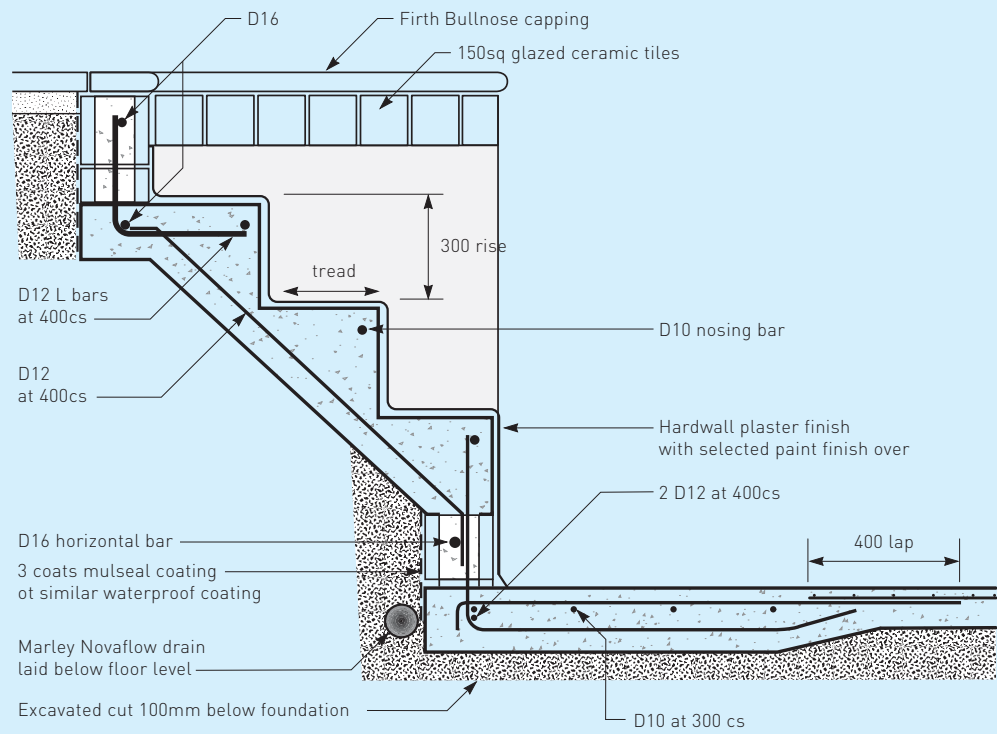 D16
Firth Bullnose capping
150sq glazed ceramic tiles
300 rise
tread
D12 L bars
at 400cs
D10 nosing bar
D12
at 400cs
Hardwall plaster finish
with selected paint finish over
2 D12 at 400cs
D16 horizontal bar
400 lap
3 coats mulseal coating
ot similar waterproof coating
Marley Novaflow drain
laid below floor level
Excavated cut 100mm below foundation
D10 at 300 cs